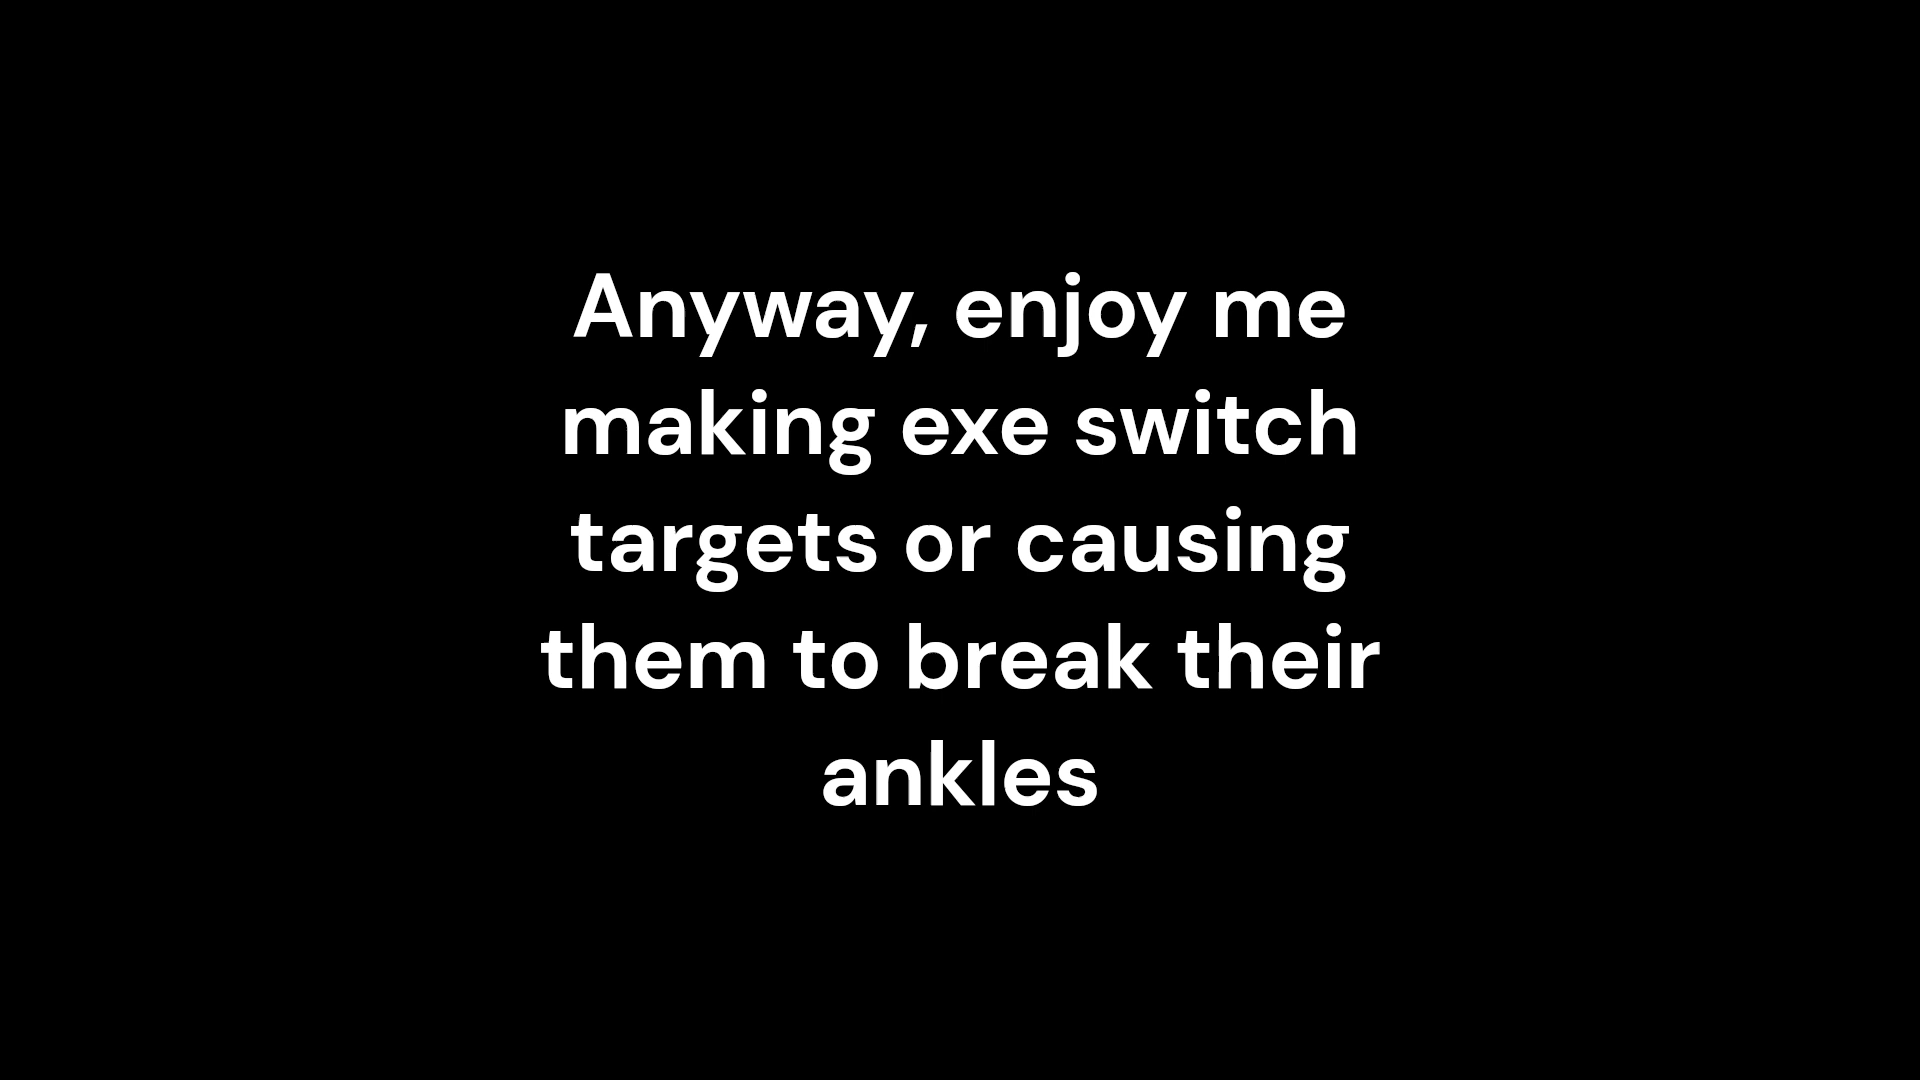 Anyway, enjoy me
making exe switch
targets or causing
them to break their
ankles